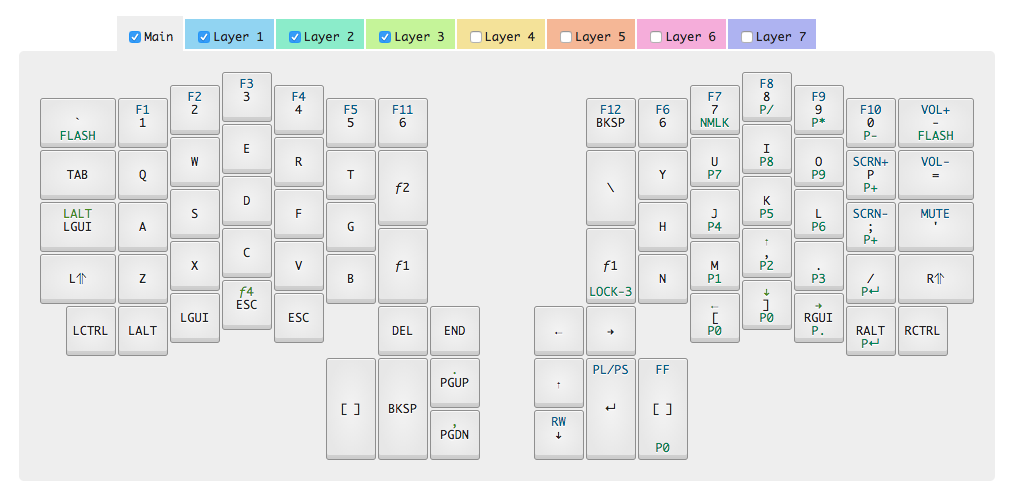 Main Layer 1 Layer 2 Layer 3 Layer 4 Layer 5 Layer 6 Layer 7
F3 F8
3 8
F2 F4 F7 P/ F9
2 4 7 9
F1 F5 F11 F12 F6 NMLK P* F10 VOL+
` 1 5 6 BKSP 6 0 -
FLASH P- FLASH
E I
W R U P8 O SCRN+ VOL-
TAB Q T Y P7 P9 P =
ƒ2 \ P+
D K
LALT S F J P5 L SCRN- MUTE
LGUI A G H P4 P6 ; '
P+
C ↑
X V M , .
L⇑ Z B ƒ1 ƒ1 N P1 P2 P3 / R⇑
LOCK-3 P↵
ƒ4 ↓
ESC ← ] →
LGUI ESC [ P0 RGUI
LCTRL LALT DEL END ← → P0 P. RALT RCTRL
P↵
. PL/PS FF
PGUP ↑
[ ] BKSP ↵ [ ]
, RW
PGDN ↓
P0